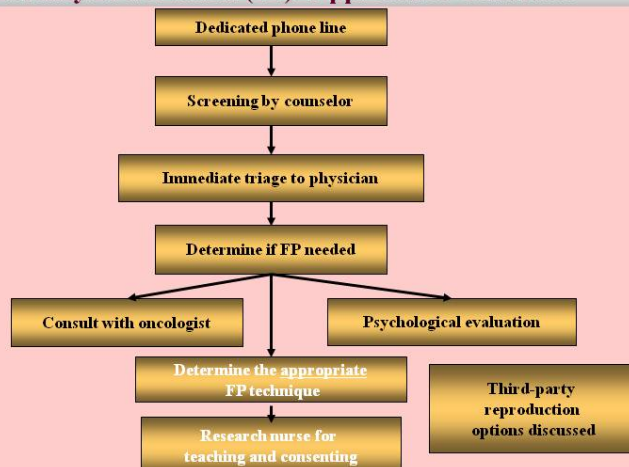 Dedicated phone line
Screening by counselor
Immediate triage to physician
Determine if FP needed
Consult with oncologist
Psychological evaluation
Determine the appropriate
FP technique
Third-party
reproduction
options discussed
Research nurse for
teaching and consenting